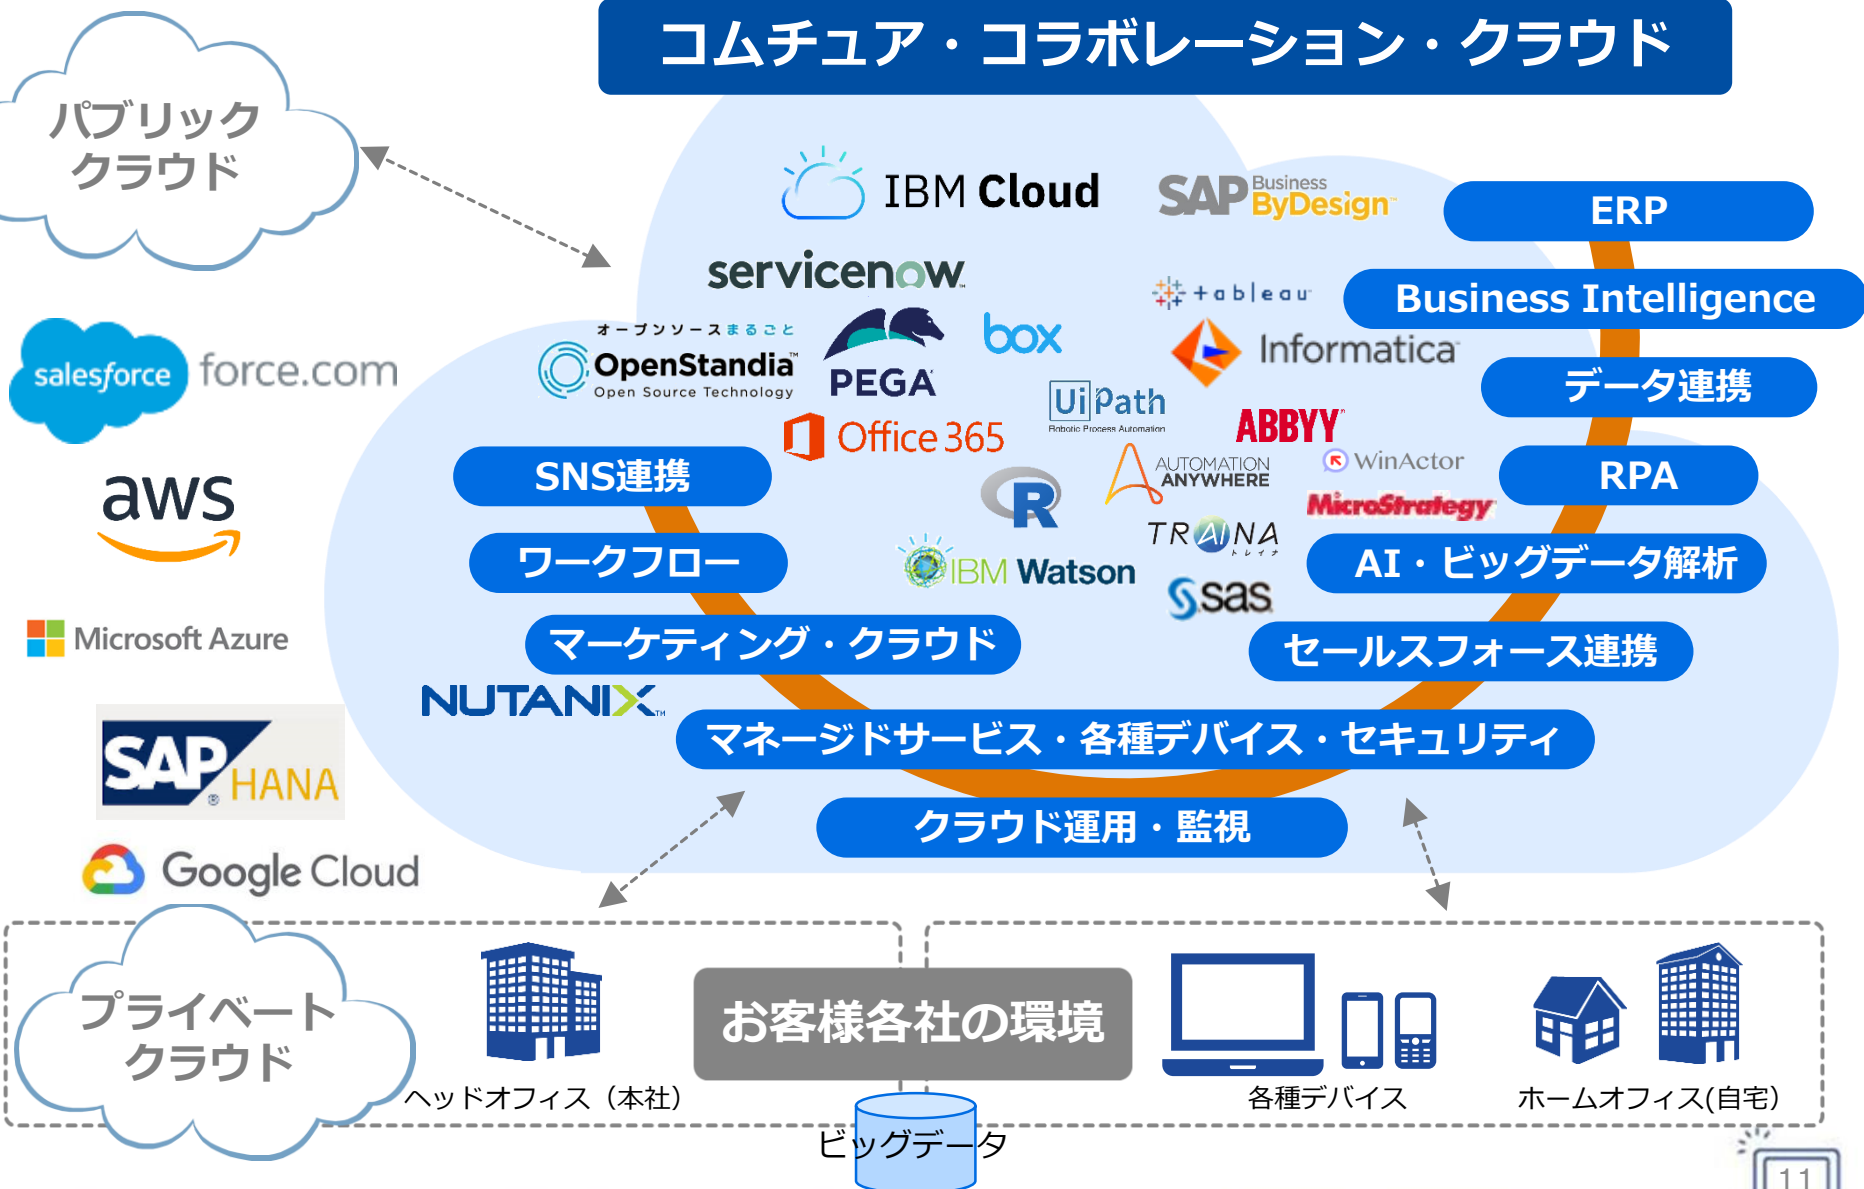 コムチュア・コラボレーション・クラウド
パブリック
クラウド
IBM Cloud
SAP Business ByDesign
ERP
servicenow
tableau
Business Intelligence
オープンソースまるごと
OpenStandia™
Open Source Technology
PEGA
box
Informatica
salesforce force.com
データ連携
UiPath
Robotic Process Automation
ABBYY
Office 365
SNS連携
AUTOMATION
ANYWHERE
WinActor
RPA
aws
R
MicroStrategy
TRAINA
トレイナ
ワークフロー
IBM Watson
AI・ビッグデータ解析
sas
Microsoft Azure
マーケティング・クラウド
セールスフォース連携
NUTANIX™
マネージドサービス・各種デバイス・セキュリティ
SAP® HANA
クラウド運用・監視
Google Cloud
プライベート
クラウド
お客様各社の環境
ヘッドオフィス（本社）
各種デバイス
ホームオフィス(自宅）
ビッグデータ
11